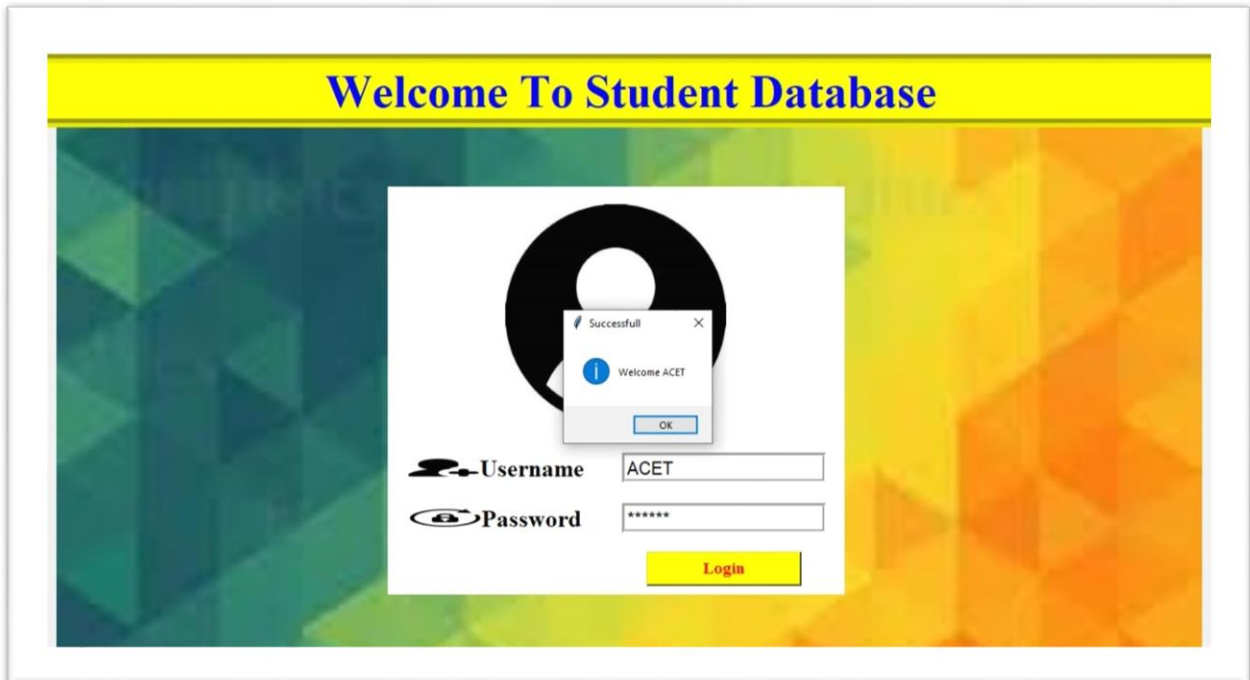 Welcome To Student Database
Successfull
Welcome ACET
OK
Username
ACET
Password
******
Login